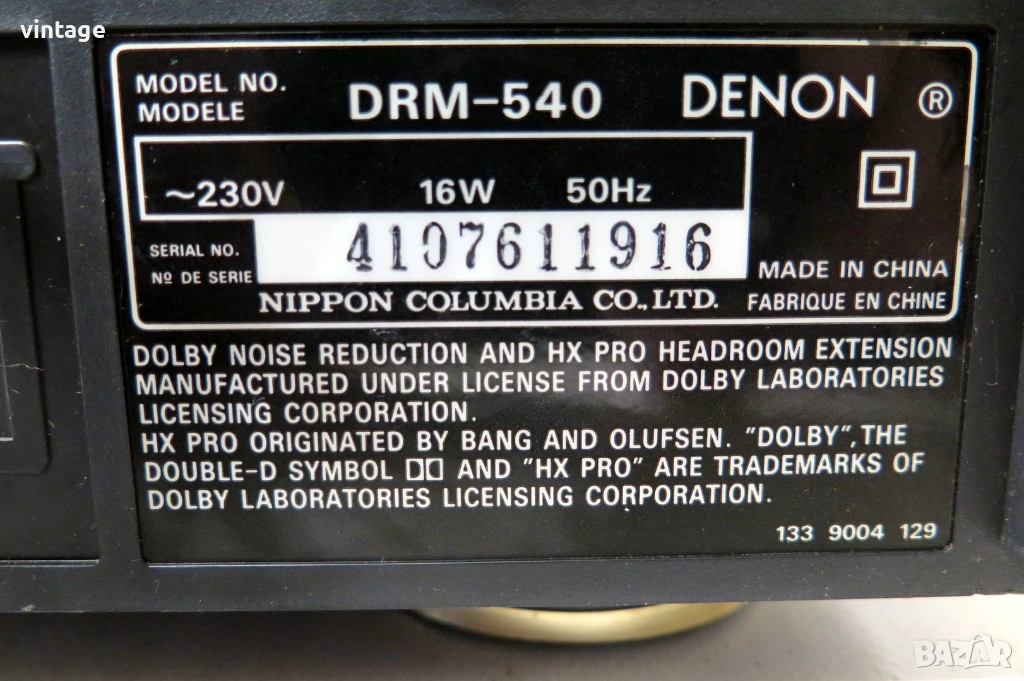 vintage
MODEL NO.
MODELE
DRM-540 DENON ®
~230V 16W 50Hz
SERIAL NO.
Nº DE SERIE
4107611916
MADE IN CHINA
NIPPON COLUMBIA CO., LTD. FABRIQUE EN CHINE
DOLBY NOISE REDUCTION AND HX PRO HEADROOM EXTENSION
MANUFACTURED UNDER LICENSE FROM DOLBY LABORATORIES
LICENSING CORPORATION.
HX PRO ORIGINATED BY BANG AND OLUFSEN. "DOLBY", THE
DOUBLE-D SYMBOL AND "HX PRO" ARE TRADEMARKS OF
DOLBY LABORATORIES LICENSING CORPORATION.
133 9004 129
BAZAR